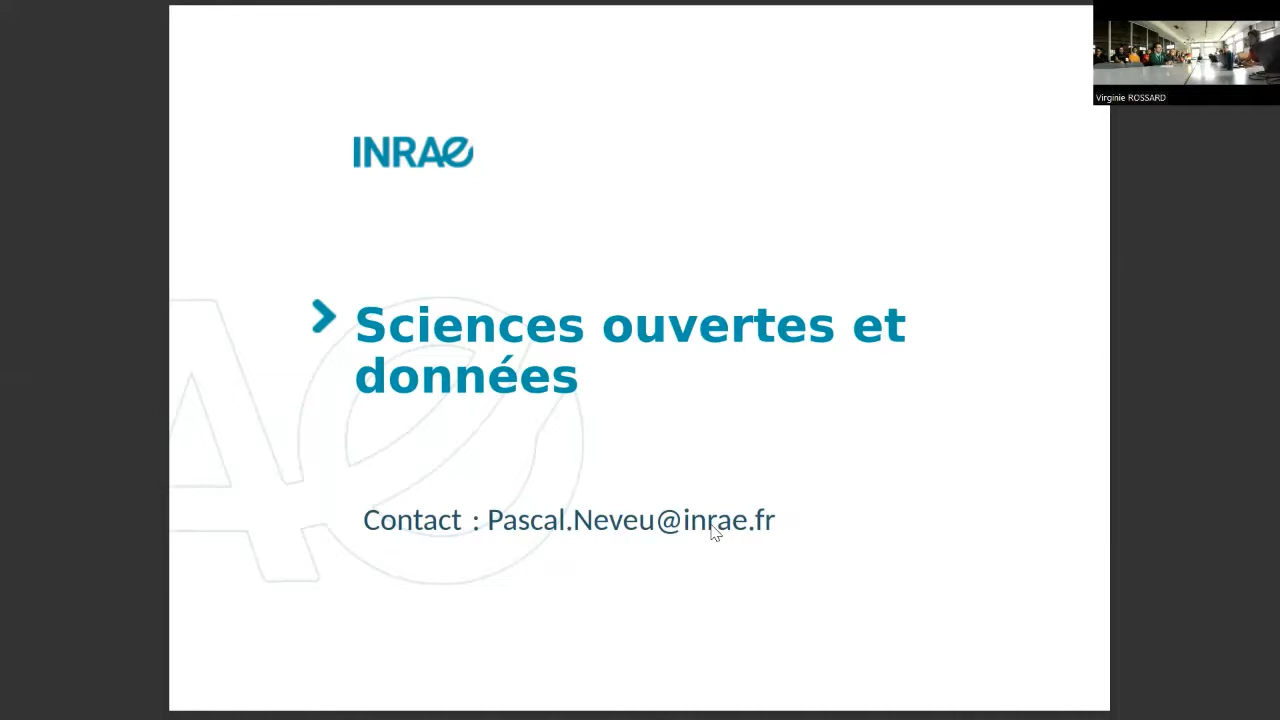 Virginie ROSSARD
INRAE
Sciences ouvertes et
données
Contact : Pascal.Neveu@inrae.fr